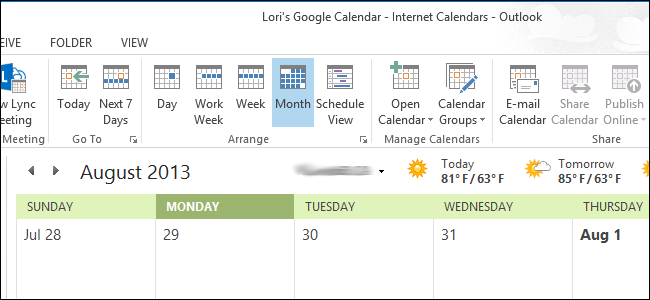 Lori's Google Calendar - Internet Calendars - Outlook
FOLDER VIEW
Today
Next 7
Days
Day
Work
Week
Week
Month
Schedule
View
Open
Calendar
Calendar
Groups
E-mail
Calendar
Share
Calendar
Publish
Online
Lync
Meeting
Go To
Arrange
Manage Calendars
Share
August 2013
Today
81° F / 63° F
Tomorrow
85° F / 63° F
SUNDAY MONDAY TUESDAY WEDNESDAY THURSDAY
Jul 28 29 30 31 Aug 1